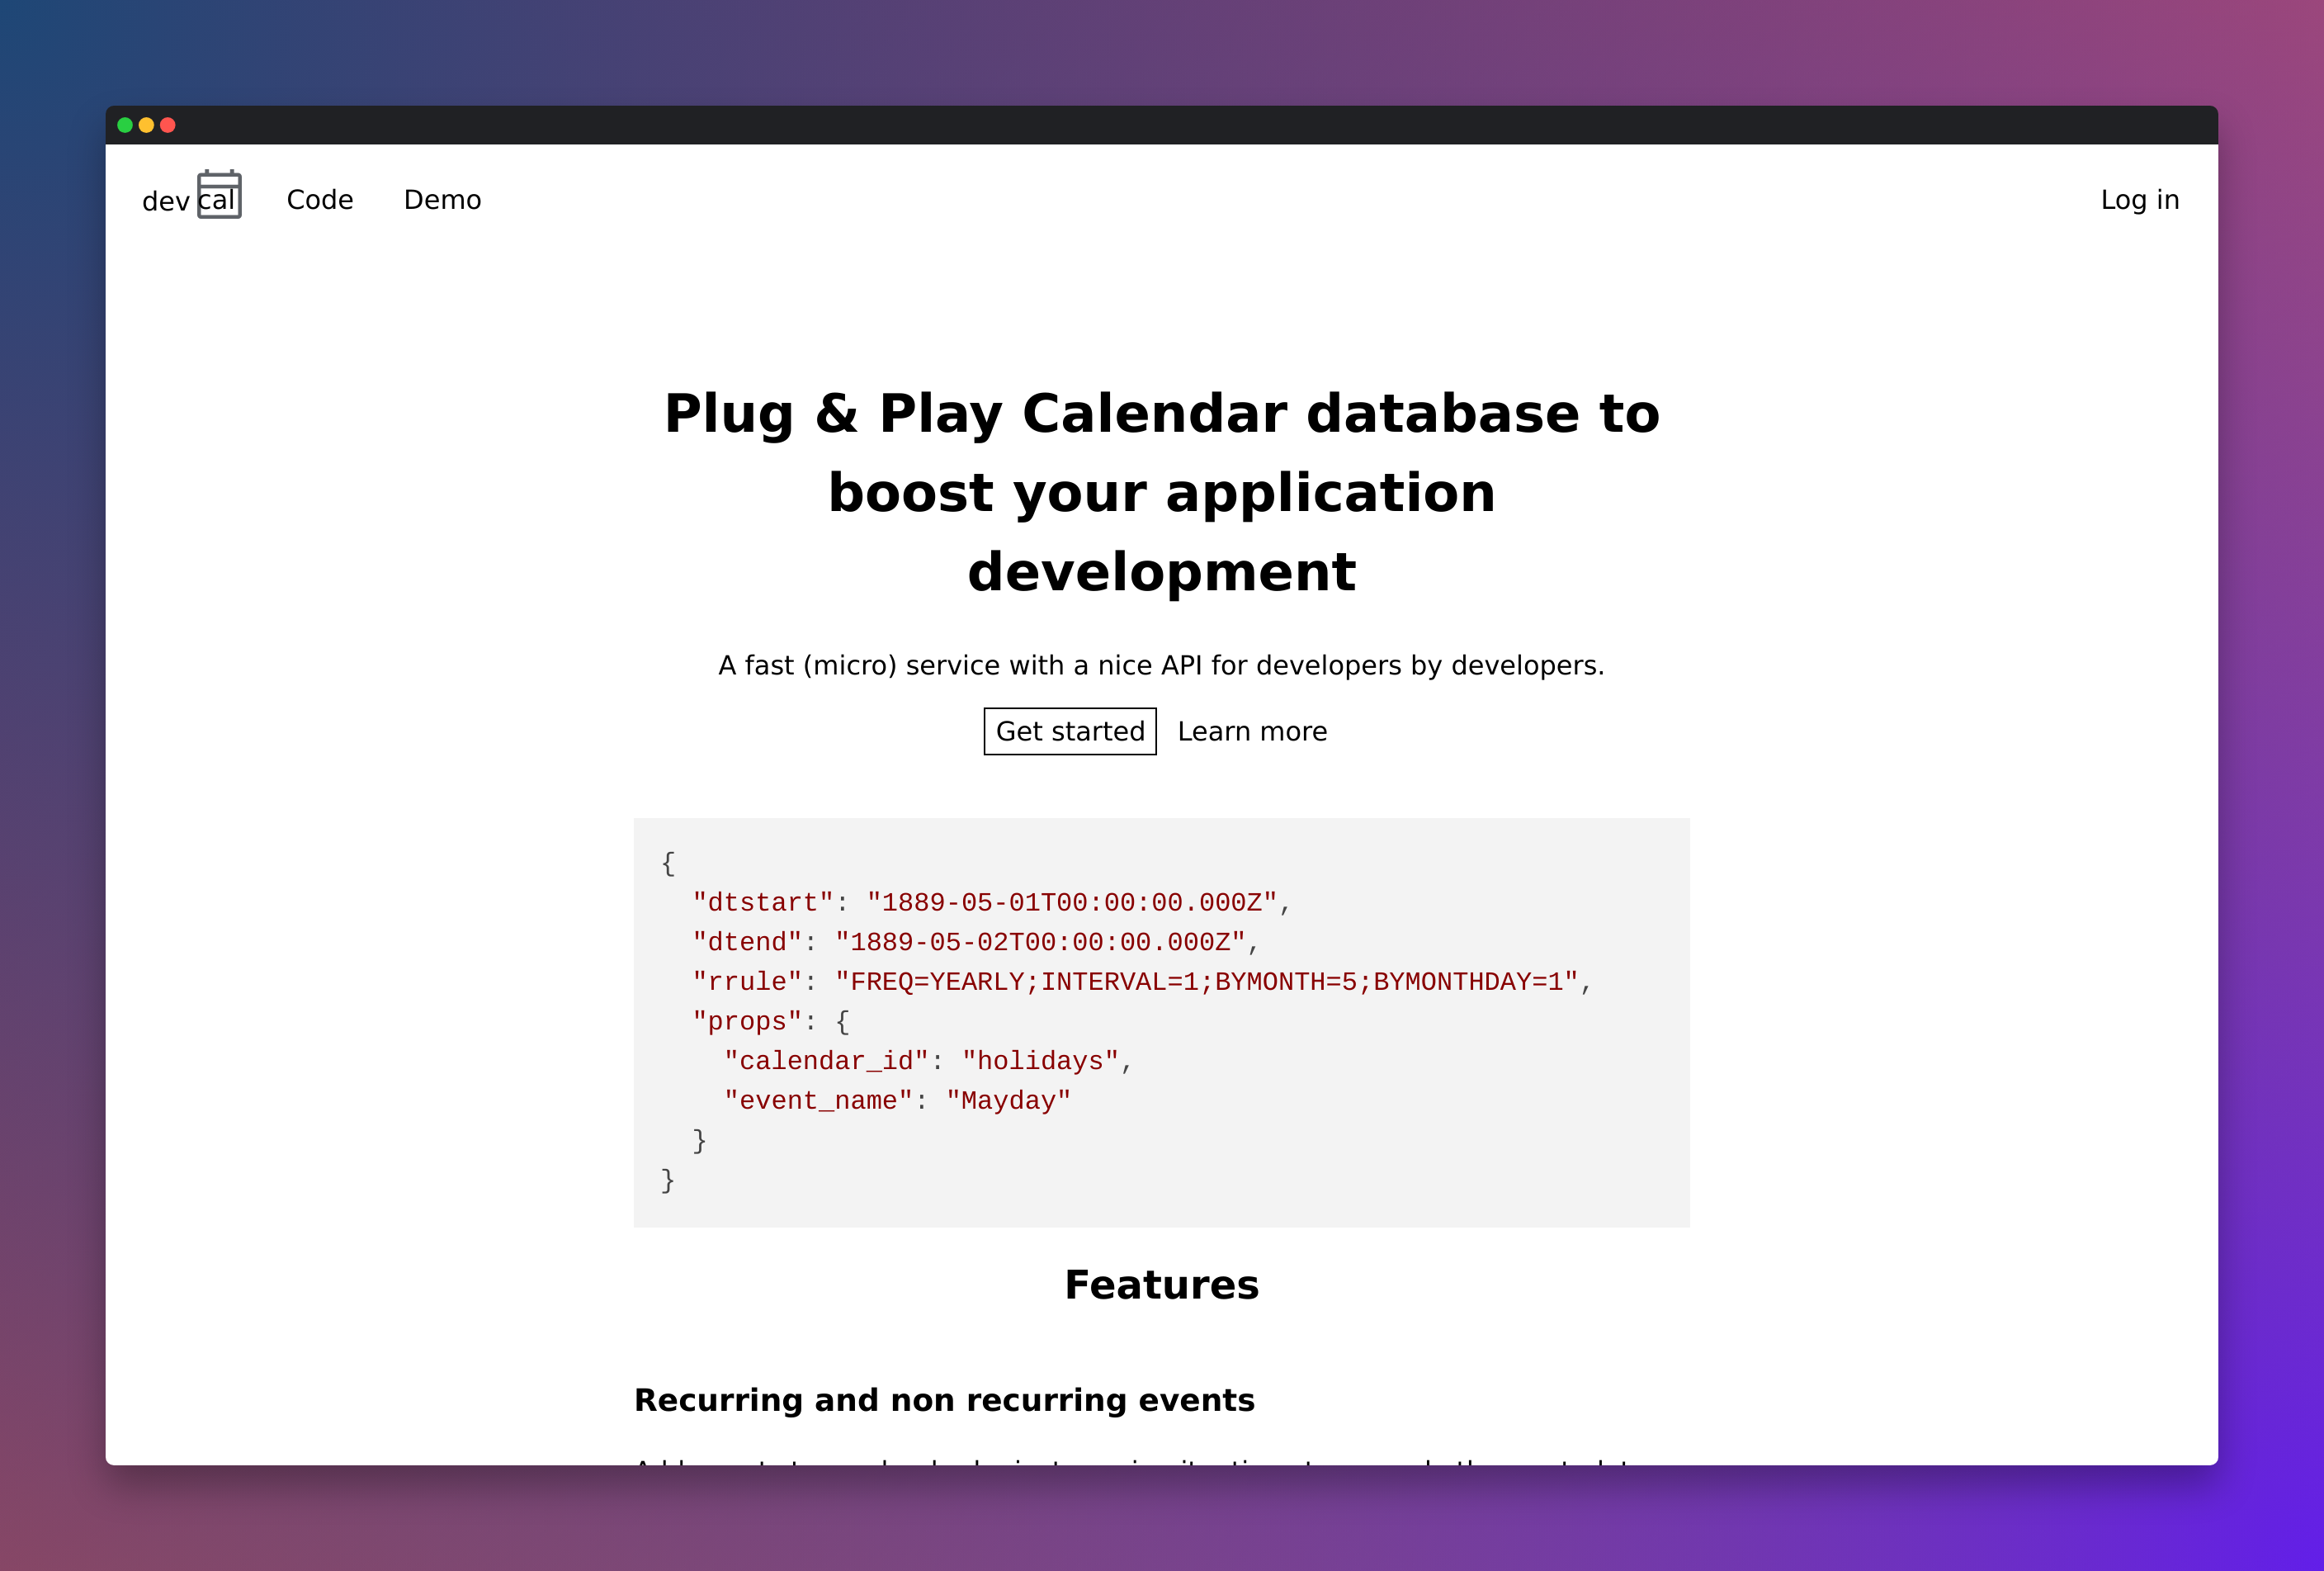 dev cal Code Demo Log in
Plug & Play Calendar database to
boost your application
development
A fast (micro) service with a nice API for developers by developers.
Get started Learn more
{
  "dtstart": "1889-05-01T00:00:00.000Z",
  "dtend": "1889-05-02T00:00:00.000Z",
  "rrule": "FREQ=YEARLY;INTERVAL=1;BYMONTH=5;BYMONTHDAY=1",
  "props": {
    "calendar_id": "holidays",
    "event_name": "Mayday"
  }
}
Features
Recurring and non recurring events